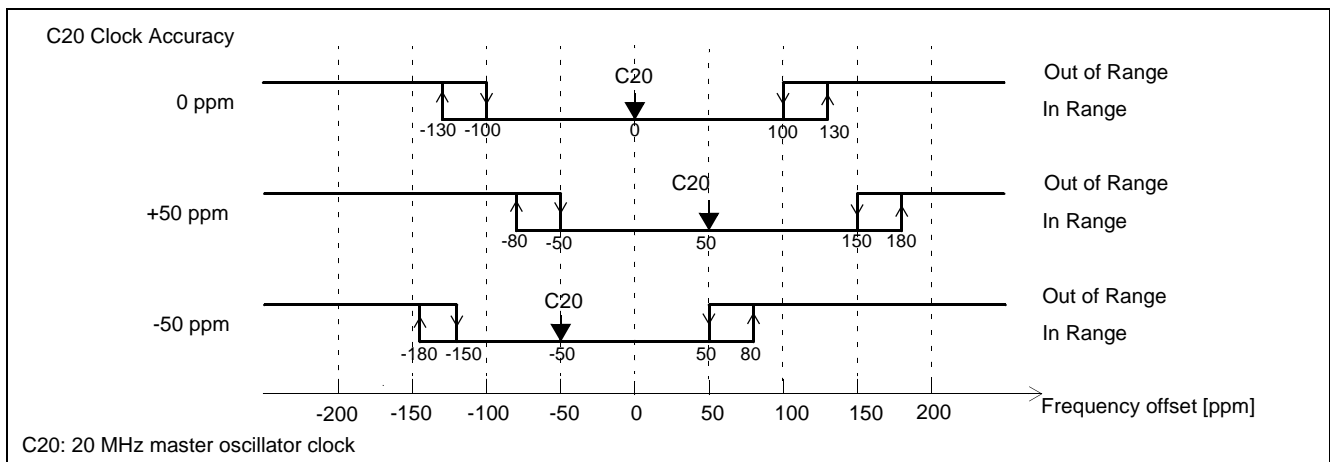 C20 Clock Accuracy
0 ppm
C20
Out of Range
In Range
-130 -100 0 100 130
+50 ppm
C20
Out of Range
In Range
-80 -50 50 150 180
-50 ppm
C20
Out of Range
In Range
-180 -150 -50 50 80
-200 -150 -100 -50 0 50 100 150 200
Frequency offset [ppm]
C20: 20 MHz master oscillator clock